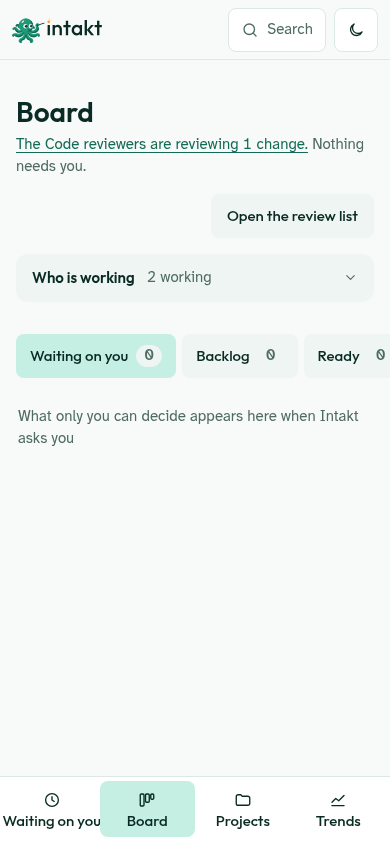 intakt
Search
Board
The Code reviewers are reviewing 1 change. Nothing
needs you.
Open the review list
Who is working 2 working
Waiting on you 0 Backlog 0 Ready 0
What only you can decide appears here when Intakt
asks you
Waiting on you Board Projects Trends